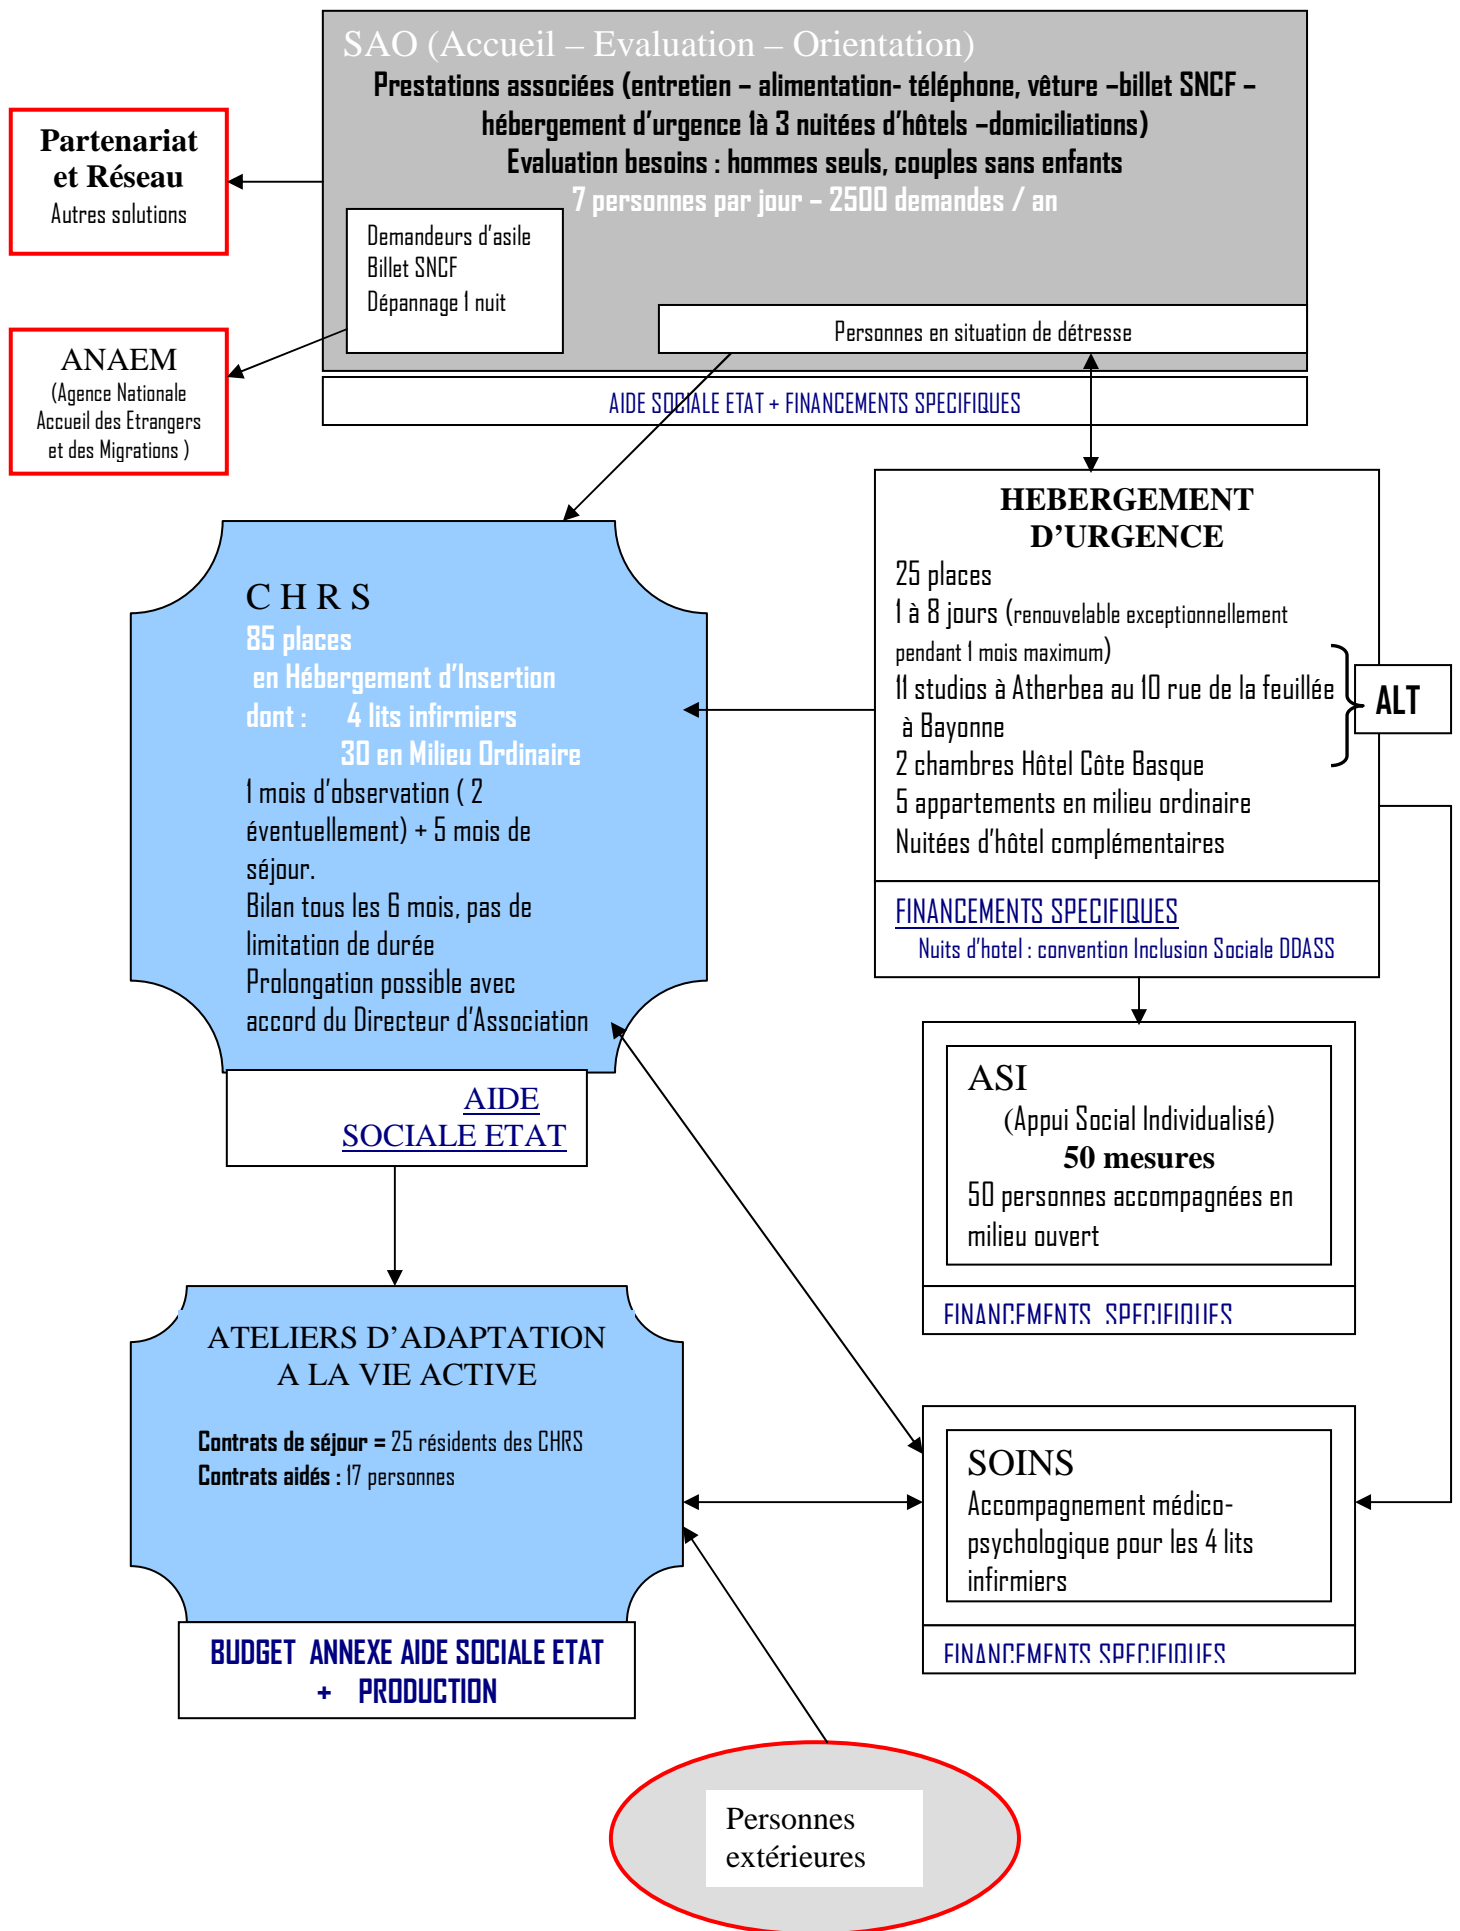 SAO (Accueil – Evaluation – Orientation)
Prestations associées (entretien – alimentation- téléphone, vêture –billet SNCF –
hébergement d’urgence 1à 3 nuitées d’hôtels –domiciliations)
Evaluation besoins : hommes seuls, couples sans enfants
7 personnes par jour – 2500 demandes / an
Partenariat
et Réseau
Autres solutions
Demandeurs d’asile
Billet SNCF
Dépannage 1 nuit
Personnes en situation de détresse
ANAEM
(Agence Nationale
Accueil des Etrangers
et des Migrations )
AIDE SOCIALE ETAT + FINANCEMENTS SPECIFIQUES
HEBERGEMENT
D’URGENCE
25 places
1 à 8 jours (renouvelable exceptionnellement
pendant 1 mois maximum)
11 studios à Atherbea au 10 rue de la feuillée
à Bayonne
2 chambres Hôtel Côte Basque
5 appartements en milieu ordinaire
Nuitées d’hôtel complémentaires
ALT
FINANCEMENTS SPECIFIQUES
Nuits d’hotel : convention Inclusion Sociale DDASS
C H R S
85 places
en Hébergement d’Insertion
dont : 4 lits infirmiers
30 en Milieu Ordinaire
1 mois d’observation ( 2
éventuellement) + 5 mois de
séjour.
Bilan tous les 6 mois, pas de
limitation de durée
Prolongation possible avec
accord du Directeur d’Association
AIDE
SOCIALE ETAT
ASI
(Appui Social Individualisé)
50 mesures
50 personnes accompagnées en
milieu ouvert
FINANCEMENTS SPECIFIQUES
ATELIERS D’ADAPTATION
A LA VIE ACTIVE
Contrats de séjour = 25 résidents des CHRS
Contrats aidés : 17 personnes
BUDGET ANNEXE AIDE SOCIALE ETAT
+ PRODUCTION
SOINS
Accompagnement médico-
psychologique pour les 4 lits
infirmiers
FINANCEMENTS SPECIFIQUES
Personnes
extérieures